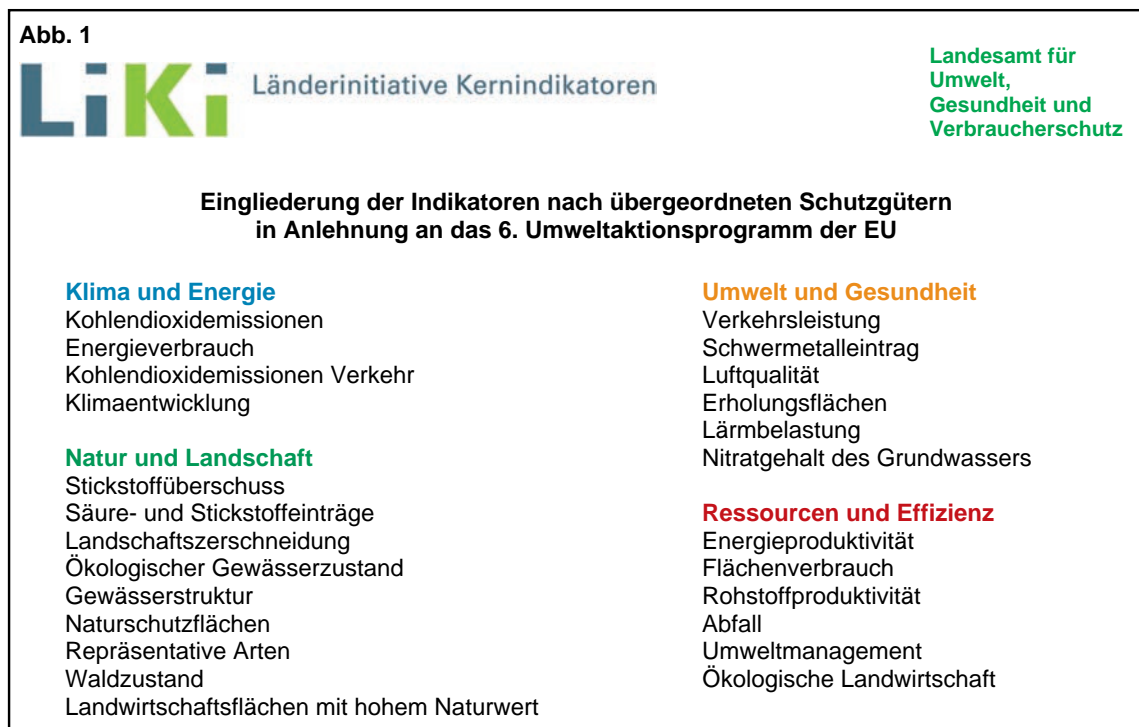 Abb. 1
LiKi Länderinitiative Kernindikatoren
Landesamt für
Umwelt,
Gesundheit und
Verbraucherschutz
Eingliederung der Indikatoren nach übergeordneten Schutzgütern
in Anlehnung an das 6. Umweltaktionsprogramm der EU
Klima und Energie
Kohlendioxidemissionen
Energieverbrauch
Kohlendioxidemissionen Verkehr
Klimaentwicklung
Natur und Landschaft
Stickstoffüberschuss
Säure- und Stickstoffeinträge
Landschaftszerschneidung
Ökologischer Gewässerzustand
Gewässerstruktur
Naturschutzflächen
Repräsentative Arten
Waldzustand
Landwirtschaftsflächen mit hohem Naturwert
Umwelt und Gesundheit
Verkehrsleistung
Schwermetalleintrag
Luftqualität
Erholungsflächen
Lärmbelastung
Nitratgehalt des Grundwassers
Ressourcen und Effizienz
Energieproduktivität
Flächenverbrauch
Rohstoffproduktivität
Abfall
Umweltmanagement
Ökologische Landwirtschaft